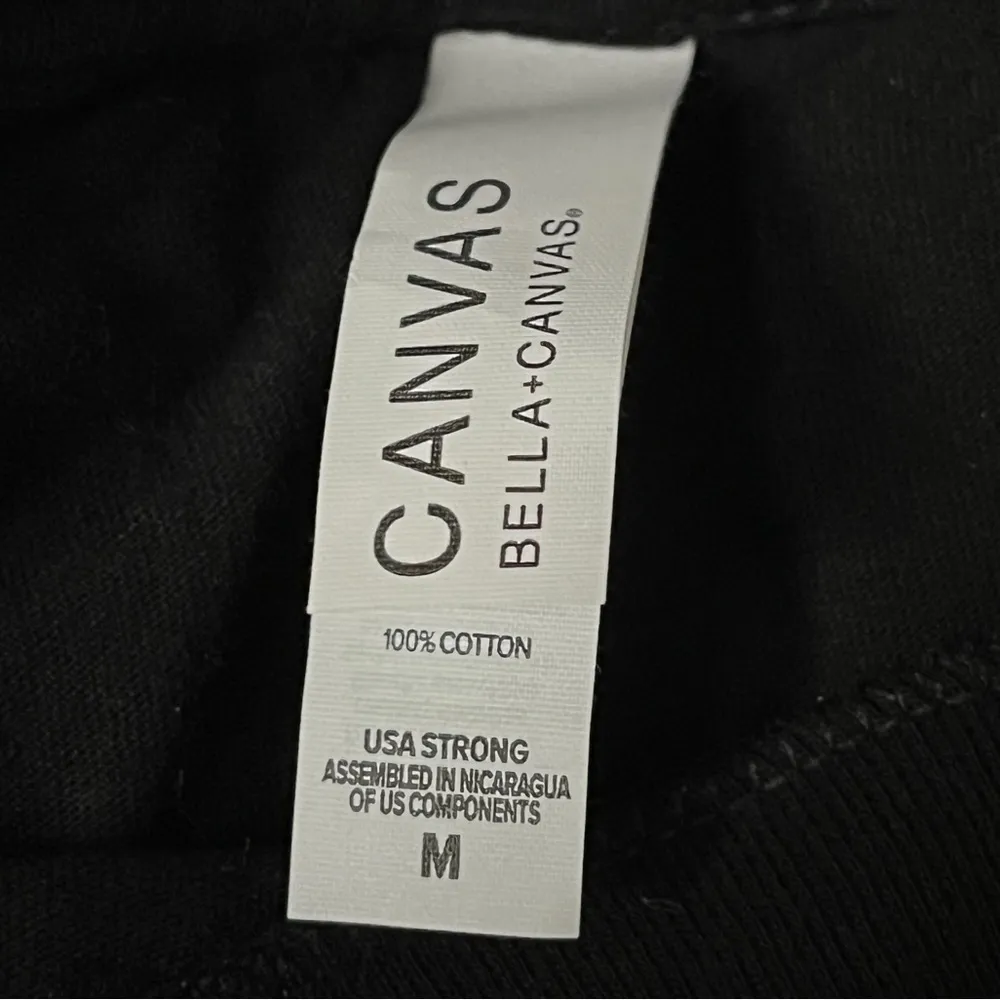 CANVAS
BELLA+CANVAS®
100% COTTON
USA STRONG
ASSEMBLED IN NICARAGUA
OF US COMPONENTS
M